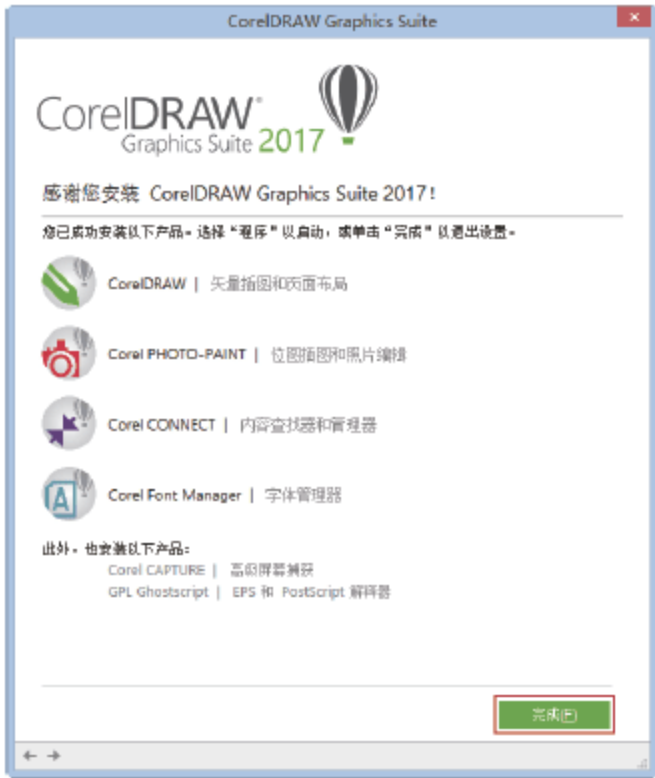 CorelDRAW Graphics Suite
CorelDRAW®
Graphics Suite 2017
感谢您安装 CorelDRAW Graphics Suite 2017!
您已成功安装以下产品。选择“程序”以启动，或单击“完成”以退出设置。
CorelDRAW | 矢量插图和页面布局
Corel PHOTO-PAINT | 位图插图和照片编辑
Corel CONNECT | 内容查找器和管理器
Corel Font Manager | 字体管理器
此外，也安装以下产品:
Corel CAPTURE | 高级屏幕捕获
GPL Ghostscript | EPS 和 PostScript 解释器
完成(F)